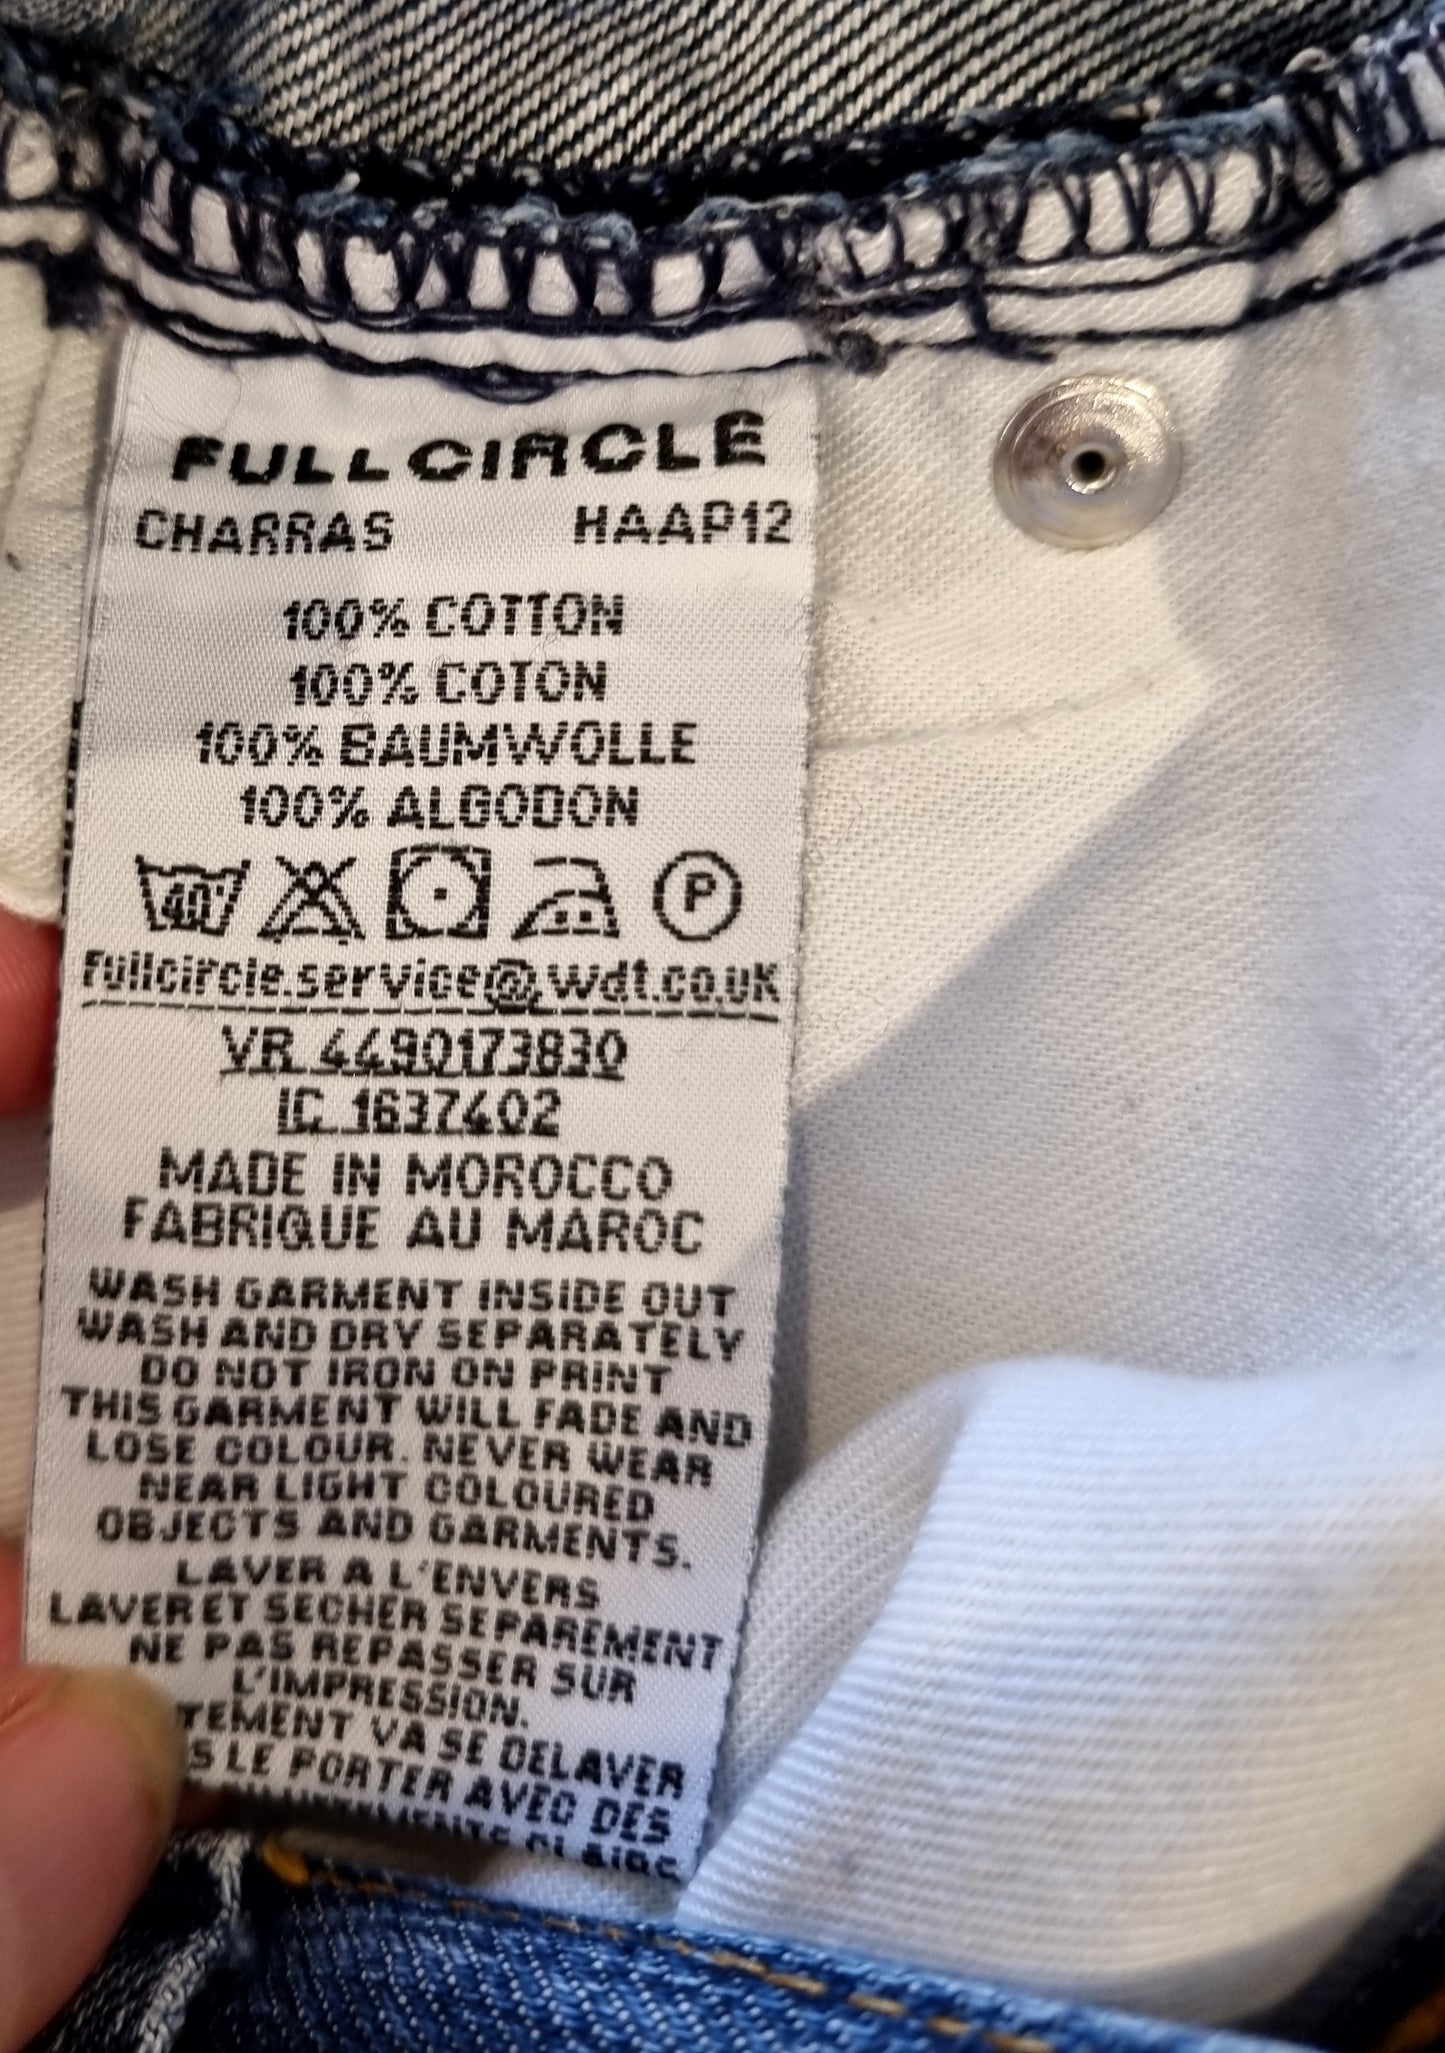 FULLCIRCLE
CHARRAS HAAP12
100% COTTON
100% COTON
100% BAUMWOLLE
100% ALGODON
40° P
fullcircle.service@wdt.co.uk
VR 4490173830
IC 1637402
MADE IN MOROCCO
FABRIQUE AU MAROC
WASH GARMENT INSIDE OUT
WASH AND DRY SEPARATELY
DO NOT IRON ON PRINT
THIS GARMENT WILL FADE AND
LOSE COLOUR. NEVER WEAR
NEAR LIGHT COLOURED
OBJECTS AND GARMENTS.
LAVER A L'ENVERS
LAVER ET SECHER SEPAREMENT
NE PAS REPASSER SUR
L'IMPRESSION.
VA SE DELAVER
LE PORTER AVEC DES